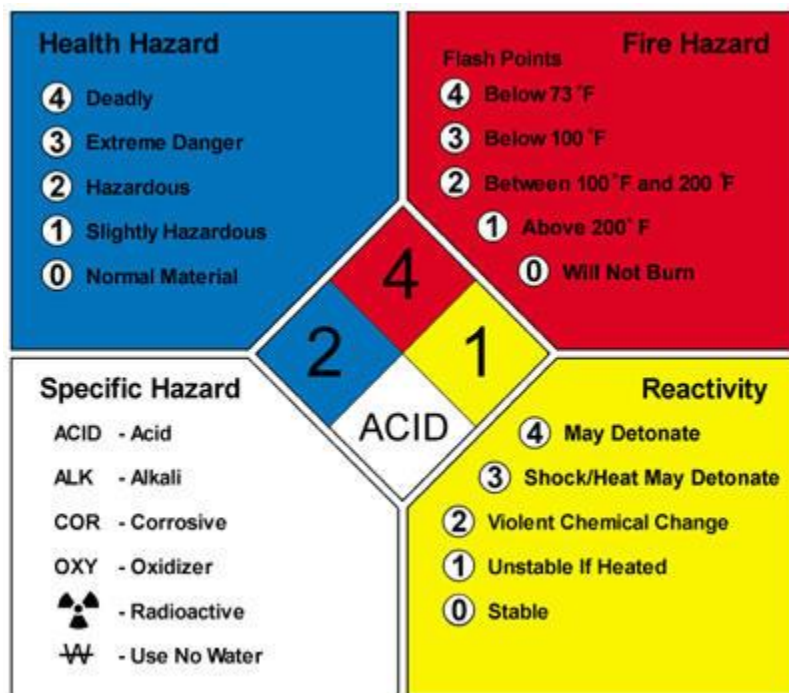 Health Hazard
4 Deadly
3 Extreme Danger
2 Hazardous
1 Slightly Hazardous
0 Normal Material
Fire Hazard
Flash Points
4 Below 73°F
3 Below 100°F
2 Between 100°F and 200°F
1 Above 200°F
0 Will Not Burn
4
2
1
ACID
Specific Hazard
ACID - Acid
ALK - Alkali
COR - Corrosive
OXY - Oxidizer
- Radioactive
W - Use No Water
Reactivity
4 May Detonate
3 Shock/Heat May Detonate
2 Violent Chemical Change
1 Unstable If Heated
0 Stable